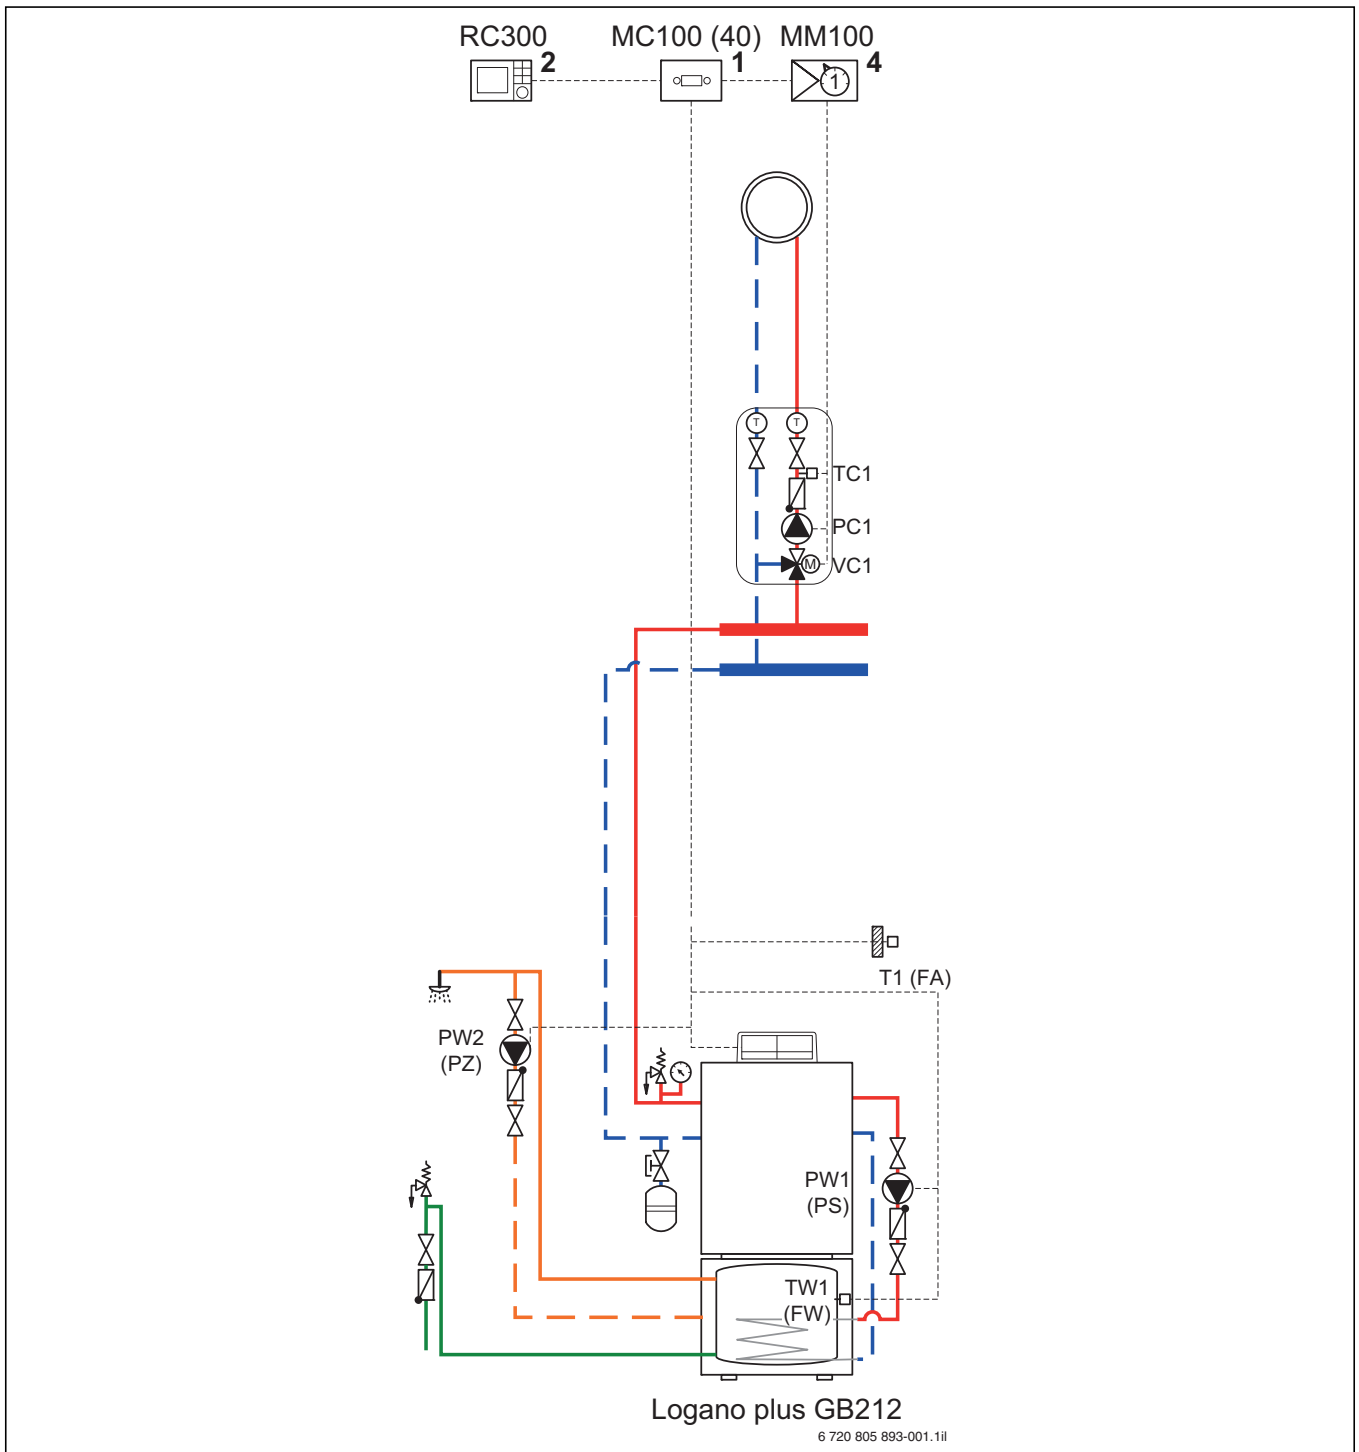 RC300
MC100 (40)
MM100
2
1
4
1
T
T
TC1
PC1
M
VC1
T1 (FA)
PW2
(PZ)
PW1
(PS)
TW1
(FW)
Logano plus GB212
6 720 805 893-001.1il